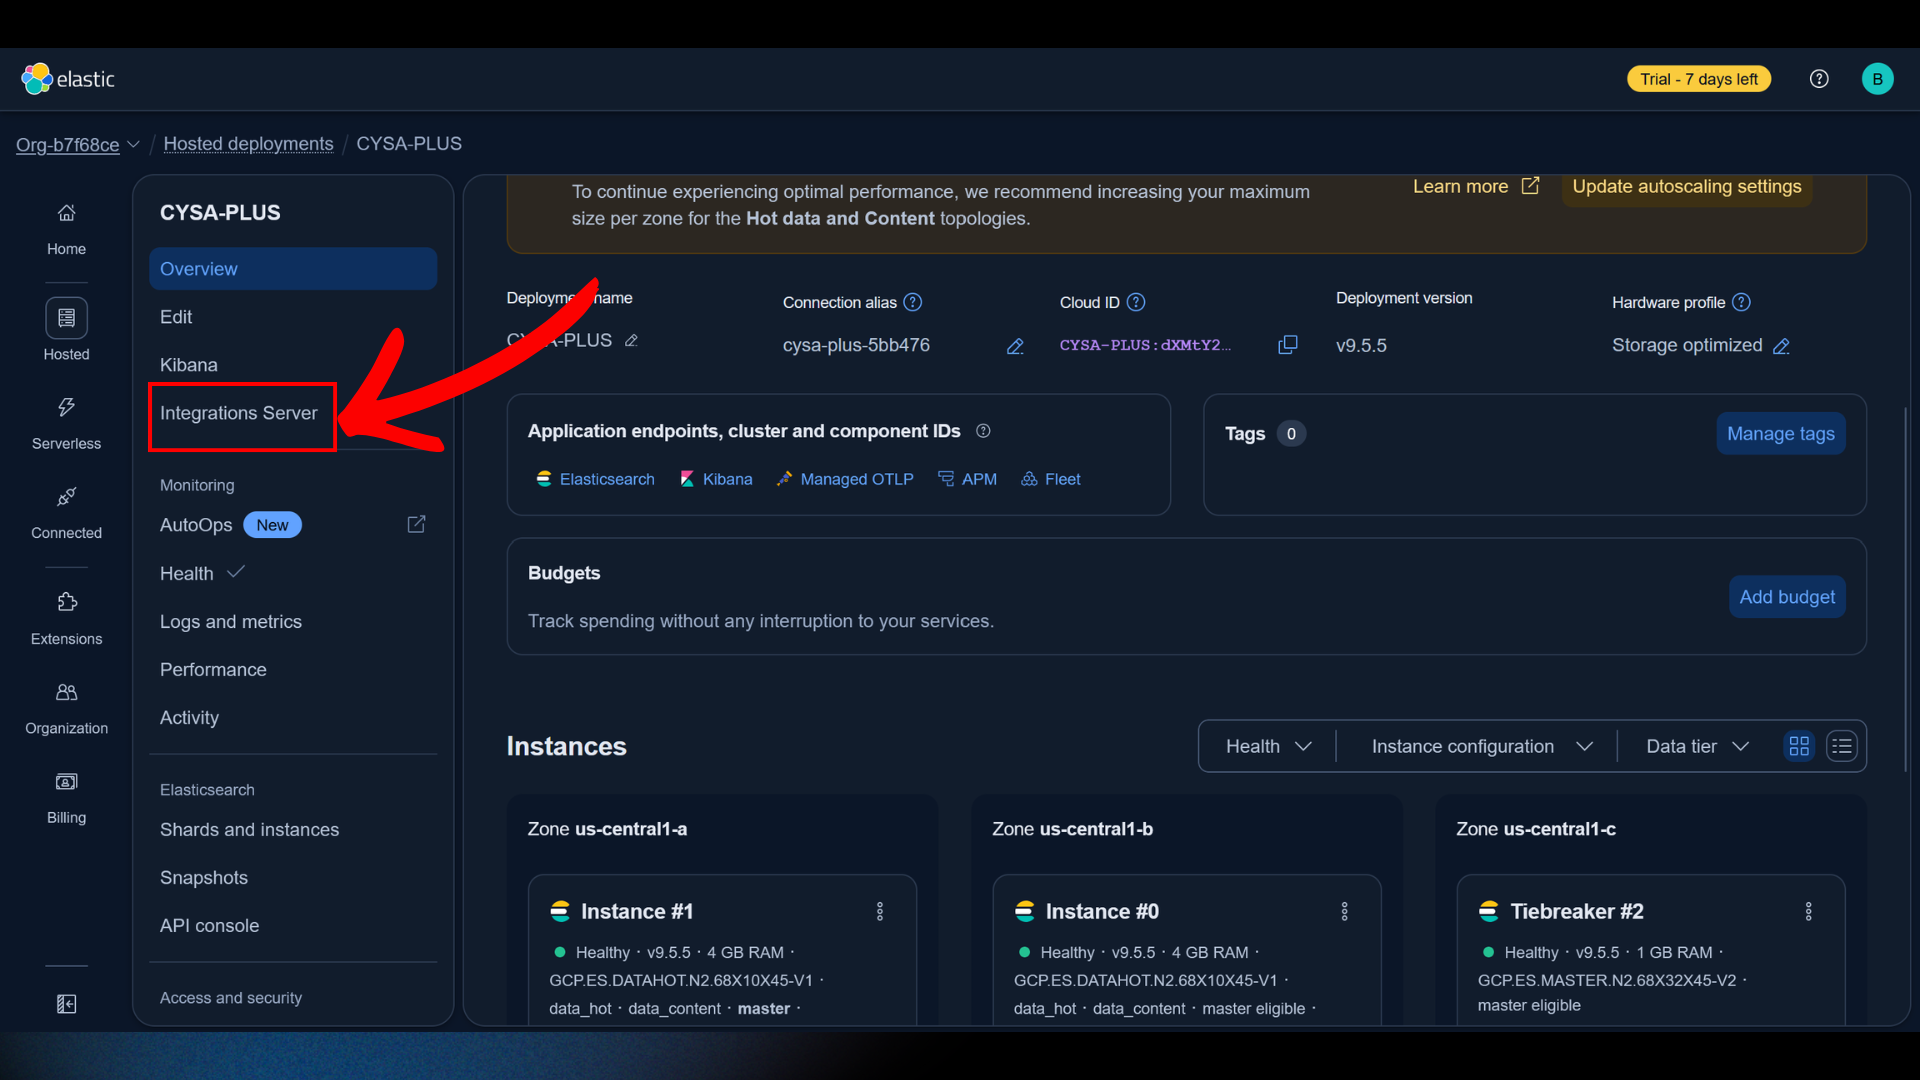 elastic
Trial - 7 days left
B
Org-b7f68ce / Hosted deployments / CYSA-PLUS
Home
Hosted
Serverless
Connected
Extensions
Organization
Billing
CYSA-PLUS
Overview
Edit
Kibana
Integrations Server
Monitoring
AutoOps New
Health
Logs and metrics
Performance
Activity
Elasticsearch
Shards and instances
Snapshots
API console
Access and security
To continue experiencing optimal performance, we recommend increasing your maximum
size per zone for the Hot data and Content topologies.
Learn more
Update autoscaling settings
Deployment name
CYSA-PLUS
Connection alias
cysa-plus-5bb476
Cloud ID
CYSA-PLUS:dXMtY2...
Deployment version
v9.5.5
Hardware profile
Storage optimized
Application endpoints, cluster and component IDs
Elasticsearch Kibana Managed OTLP APM Fleet
Tags 0
Manage tags
Budgets
Track spending without any interruption to your services.
Add budget
Instances
Health Instance configuration Data tier
Zone us-central1-a
Instance #1
Healthy · v9.5.5 · 4 GB RAM ·
GCP.ES.DATAHOT.N2.68X10X45-V1 ·
data_hot · data_content · master ·
Zone us-central1-b
Instance #0
Healthy · v9.5.5 · 4 GB RAM ·
GCP.ES.DATAHOT.N2.68X10X45-V1 ·
data_hot · data_content · master eligible ·
Zone us-central1-c
Tiebreaker #2
Healthy · v9.5.5 · 1 GB RAM ·
GCP.ES.MASTER.N2.68X32X45-V2 ·
master eligible